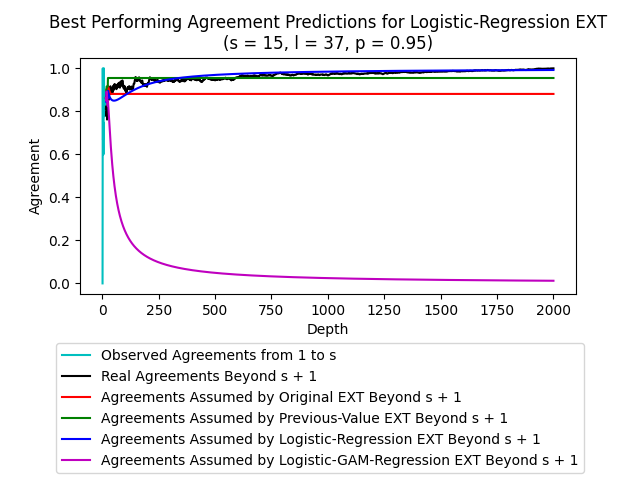 Best Performing Agreement Predictions for Logistic-Regression EXT
(s = 15, l = 37, p = 0.95)
1.0
0.8
0.6
0.4
0.2
0.0
Agreement
0 250 500 750 1000 1250 1500 1750 2000
Depth
Observed Agreements from 1 to s
Real Agreements Beyond s + 1
Agreements Assumed by Original EXT Beyond s + 1
Agreements Assumed by Previous-Value EXT Beyond s + 1
Agreements Assumed by Logistic-Regression EXT Beyond s + 1
Agreements Assumed by Logistic-GAM-Regression EXT Beyond s + 1